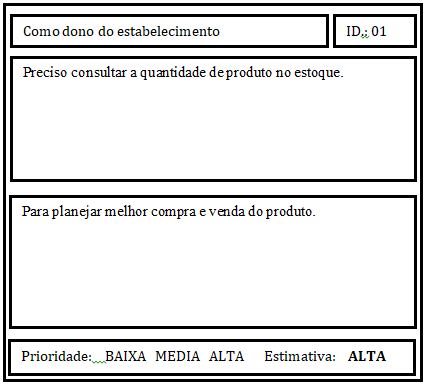 Como dono do estabelecimento
ID.: 01
Preciso consultar a quantidade de produto no estoque.
Para planejar melhor compra e venda do produto.
Prioridade: BAIXA MEDIA ALTA Estimativa: ALTA